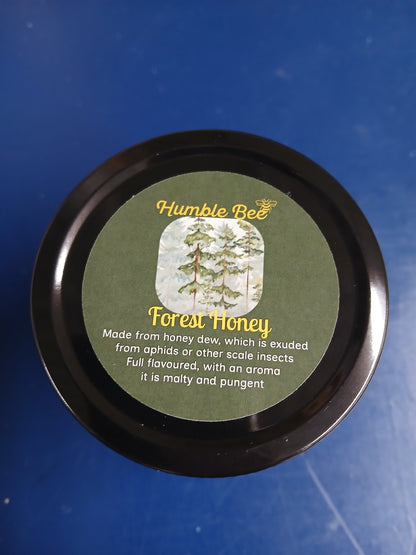 Humble Bee
Forest Honey
Made from honey dew, which is exuded
from aphids or other scale insects
Full flavoured, with an aroma
it is malty and pungent